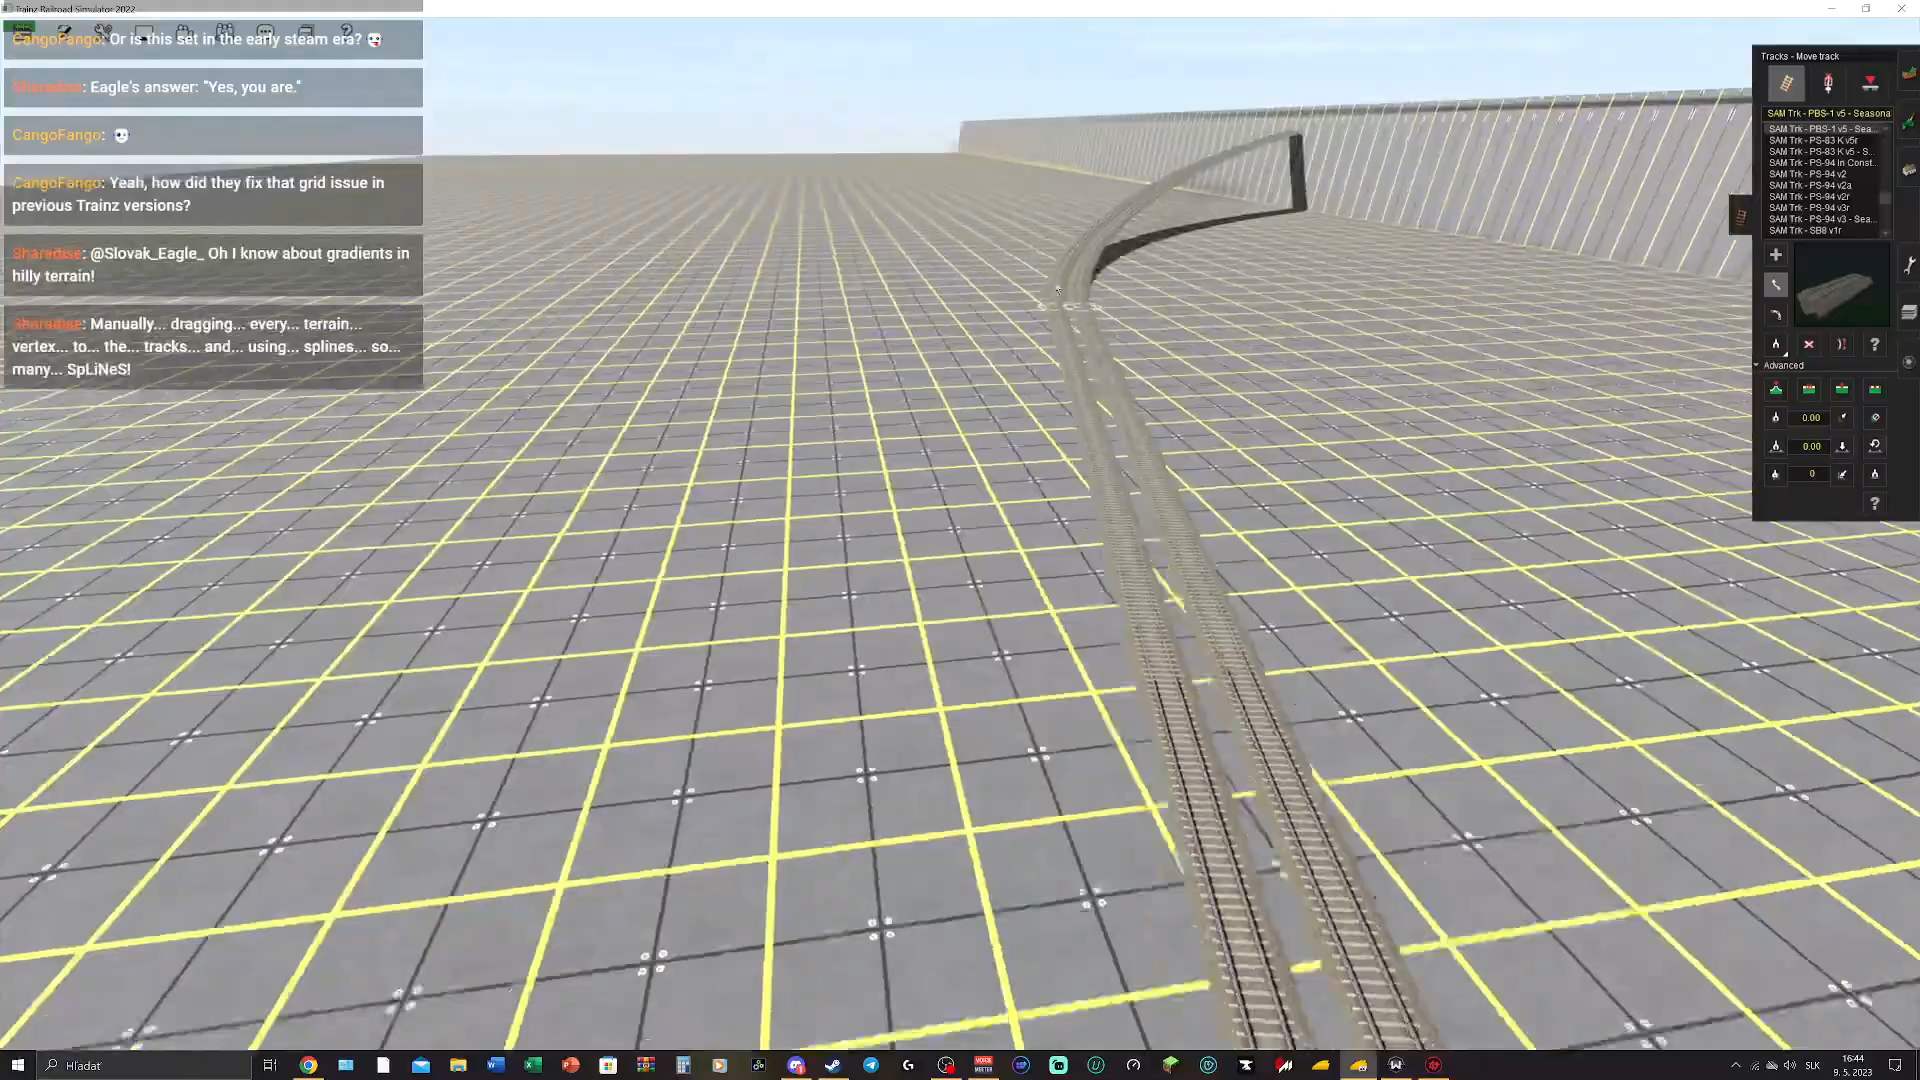 Trainz Railroad Simulator 2022
CangoFango: Or is this set in the early steam era?
Sharadise: Eagle's answer: "Yes, you are."
CangoFango:
CangoFango: Yeah, how did they fix that grid issue in
previous Trainz versions?
Sharadise: @Slovak_Eagle_ Oh I know about gradients in
hilly terrain!
Sharadise: Manually... dragging... every... terrain...
vertex... to... the... tracks... and... using... splines... so...
many... SpLiNeS!
Tracks - Move track
SAM Trk - PBS-1 v5 - Seasona
SAM Trk - PBS-1 v5 - Sea...
SAM Trk - PS-83 K v5r
SAM Trk - PS-83 K v5 - S...
SAM Trk - PS-94 In Const...
SAM Trk - PS-94 v2
SAM Trk - PS-94 v2a
SAM Trk - PS-94 v2r
SAM Trk - PS-94 v3r
SAM Trk - PS-94 v3 - Sea...
SAM Trk - SB8 v1r
?
Advanced
0.00
0.00
0
?
Hľadať
SLK
16:44
9. 5. 2023